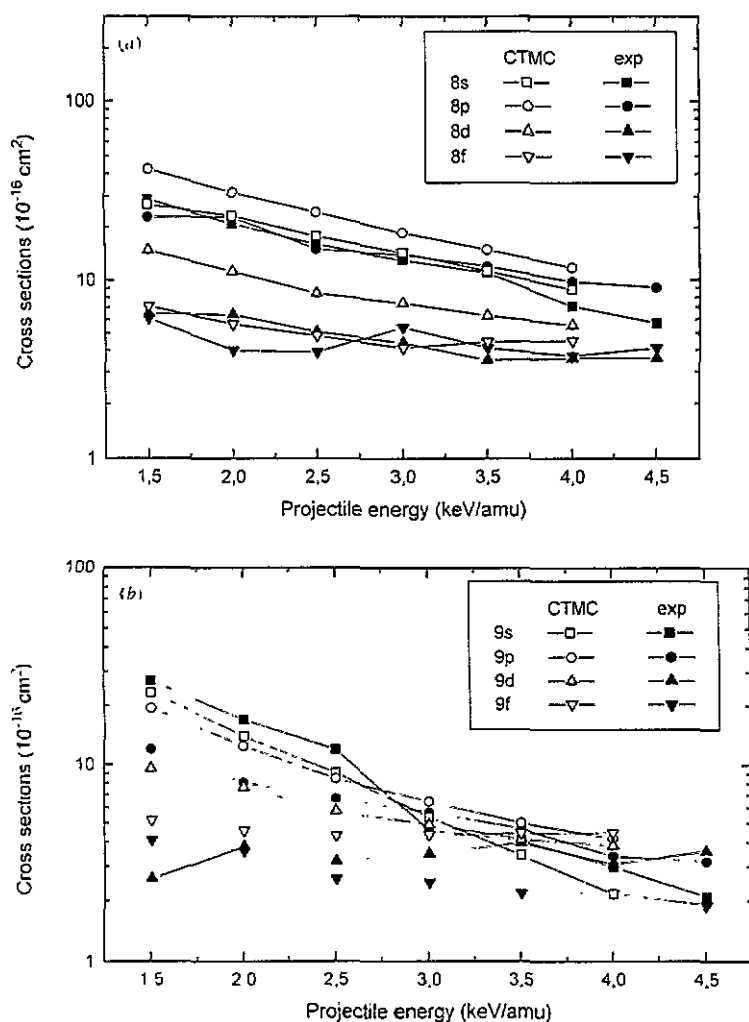 (a)
CTMC exp
8s
8p
8d
8f
100
10
1
Cross sections (10⁻¹⁶ cm²)
1,5 2,0 2,5 3,0 3,5 4,0 4,5
Projectile energy (keV/amu)
(b)
CTMC exp
9s
9p
9d
9f
100
10
1
Cross sections (10⁻¹⁶ cm⁻)
1 5 2 0 2,5 3,0 3,5 4,0 4,5
Projectile energy (keV/amu)